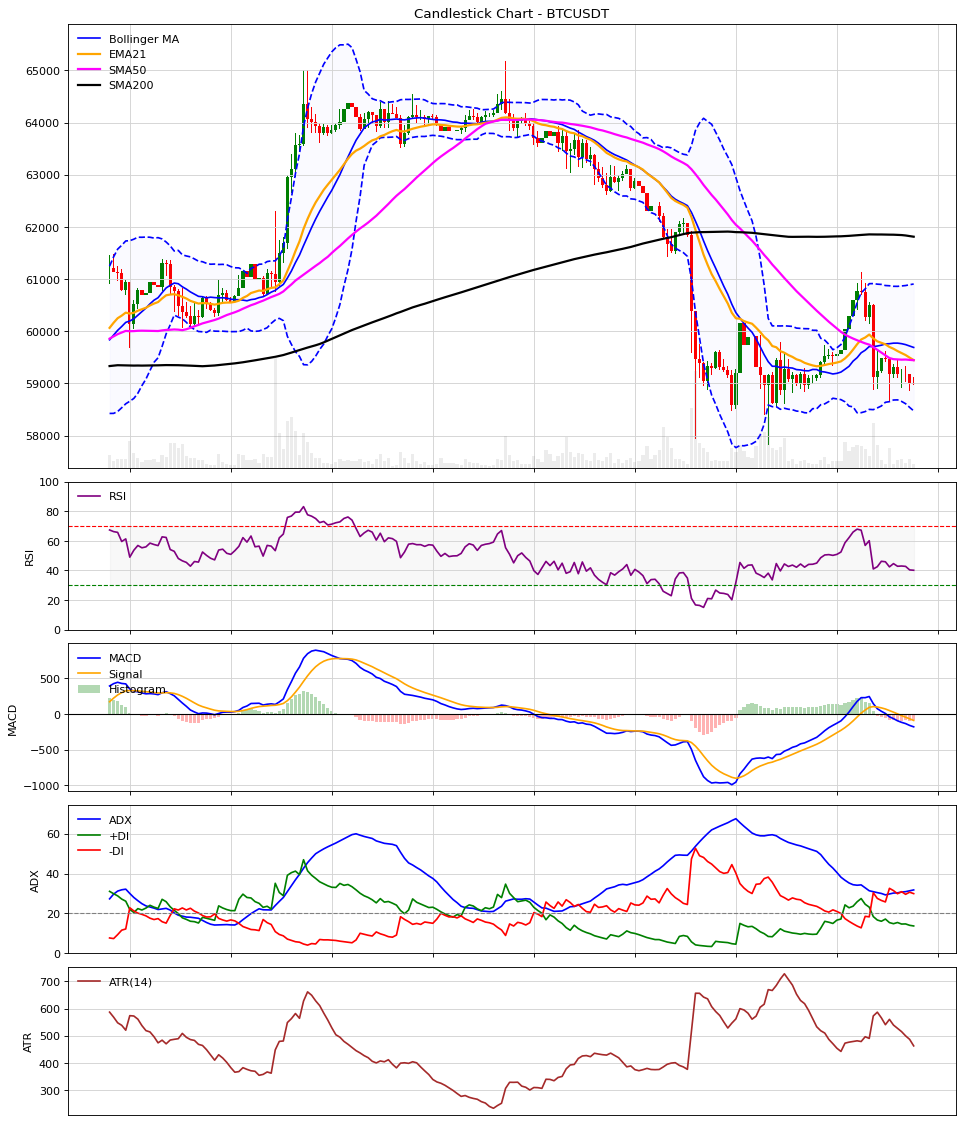 Candlestick Chart - BTCUSDT
Bollinger MA
EMA21
SMA50
SMA200
65000
64000
63000
62000
61000
60000
59000
58000
RSI
RSI
100
80
60
40
20
0
MACD
Signal
Histogram
MACD
500
0
−500
−1000
ADX
+DI
-DI
ADX
60
40
20
0
ATR(14)
ATR
700
600
500
400
300